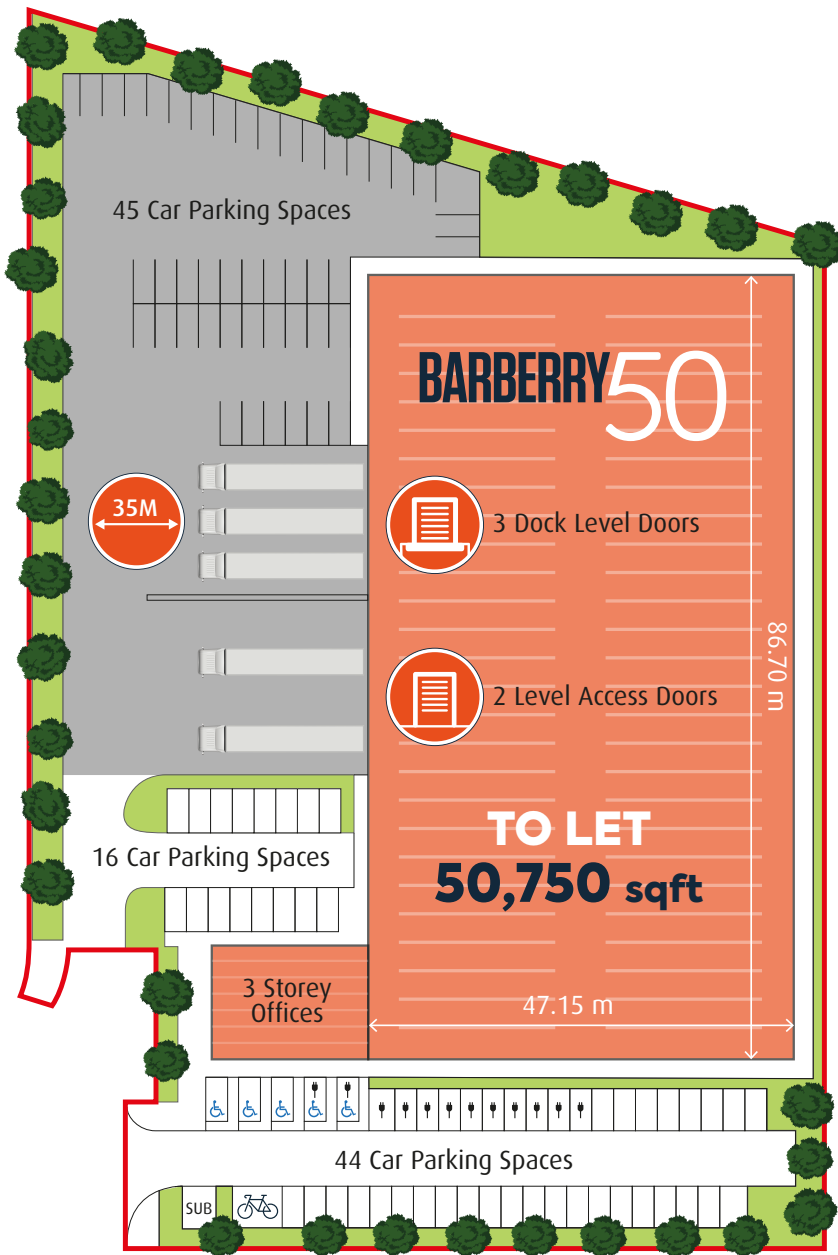 45 Car Parking Spaces
BARBERRY50
35M
3 Dock Level Doors
86.70 m
2 Level Access Doors
TO LET
16 Car Parking Spaces
50,750 sqft
3 Storey
Offices
47.15 m
44 Car Parking Spaces
SUB